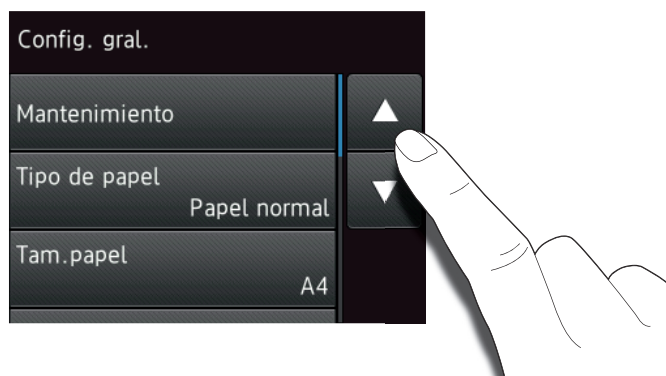 Config. gral.
Mantenimiento
Tipo de papel
Papel normal
Tam.papel
A4